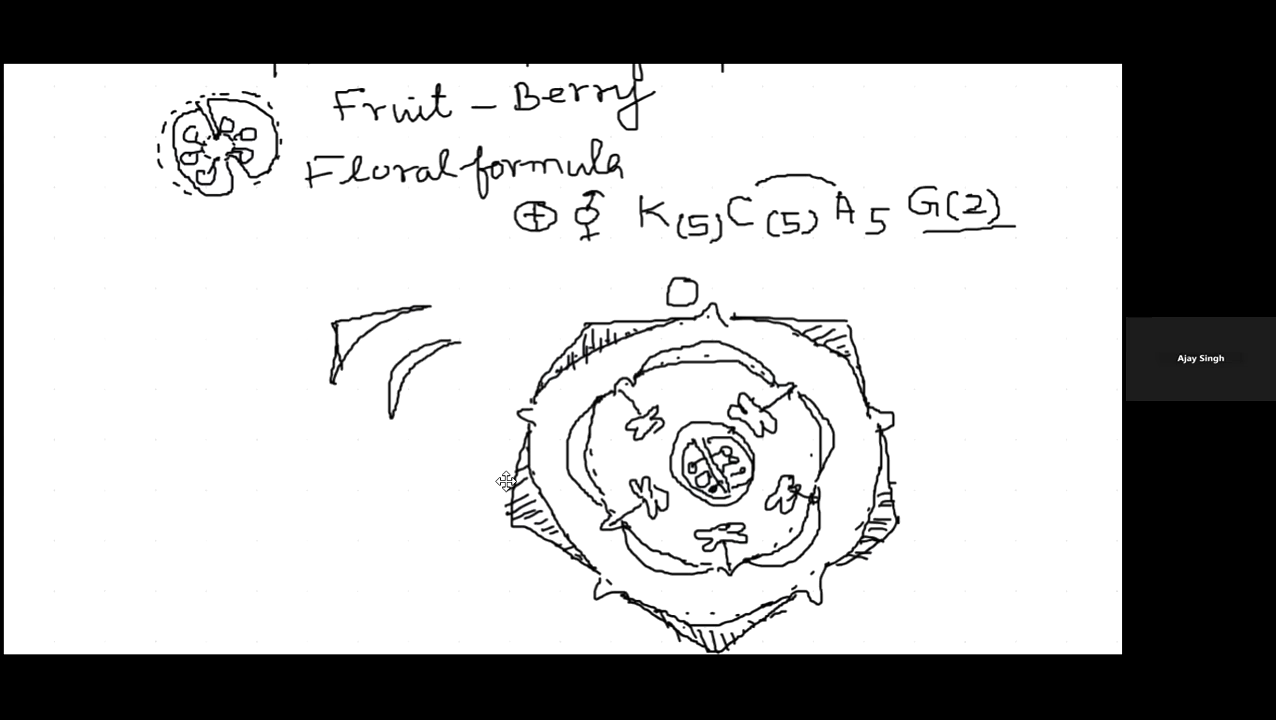 Fruit – Berry
Floral formula
⊕ ⚥ K(5) C(5) A5 G(2)
Ajay Singh